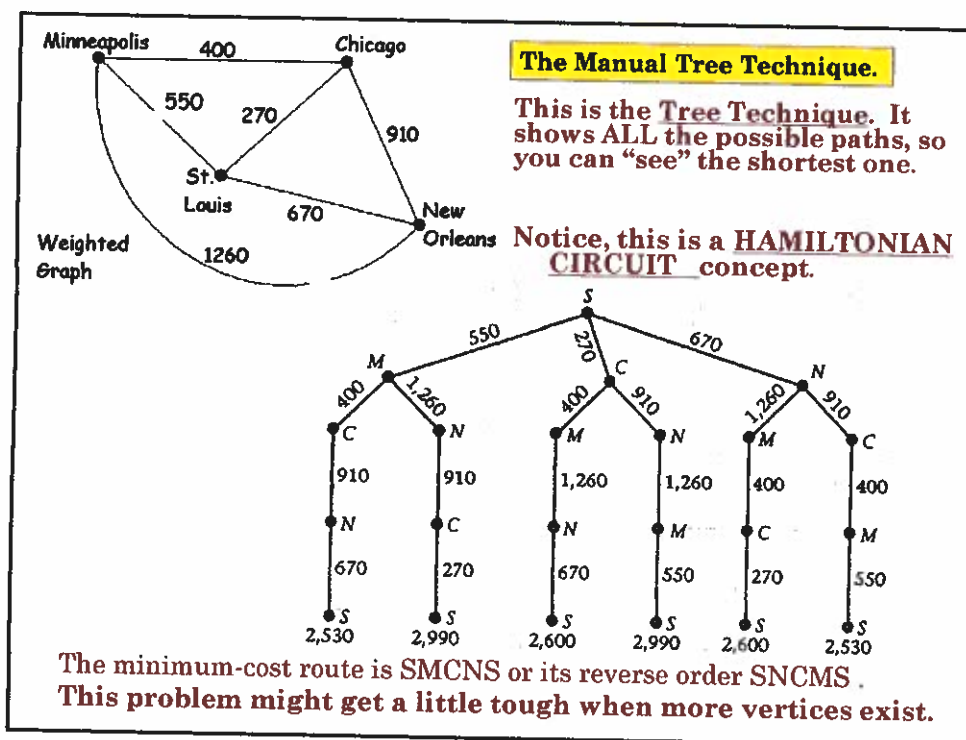 Minneapolis
400
Chicago
550
270
910
St.
Louis
670
New
Orleans
Weighted
Graph
1260
The Manual Tree Technique.
This is the Tree Technique. It
shows ALL the possible paths, so
you can “see” the shortest one.
Notice, this is a HAMILTONIAN
CIRCUIT concept.
S
550 270 670
M C N
400 1,260 400 910 1,260 910
C N M N M C
910 910 1,260 1,260 400 400
N C N M C M
670 270 670 550 270 550
S S S S S S
2,530 2,990 2,600 2,990 2,600 2,530
The minimum-cost route is SMCNS or its reverse order SNCMS .
This problem might get a little tough when more vertices exist.